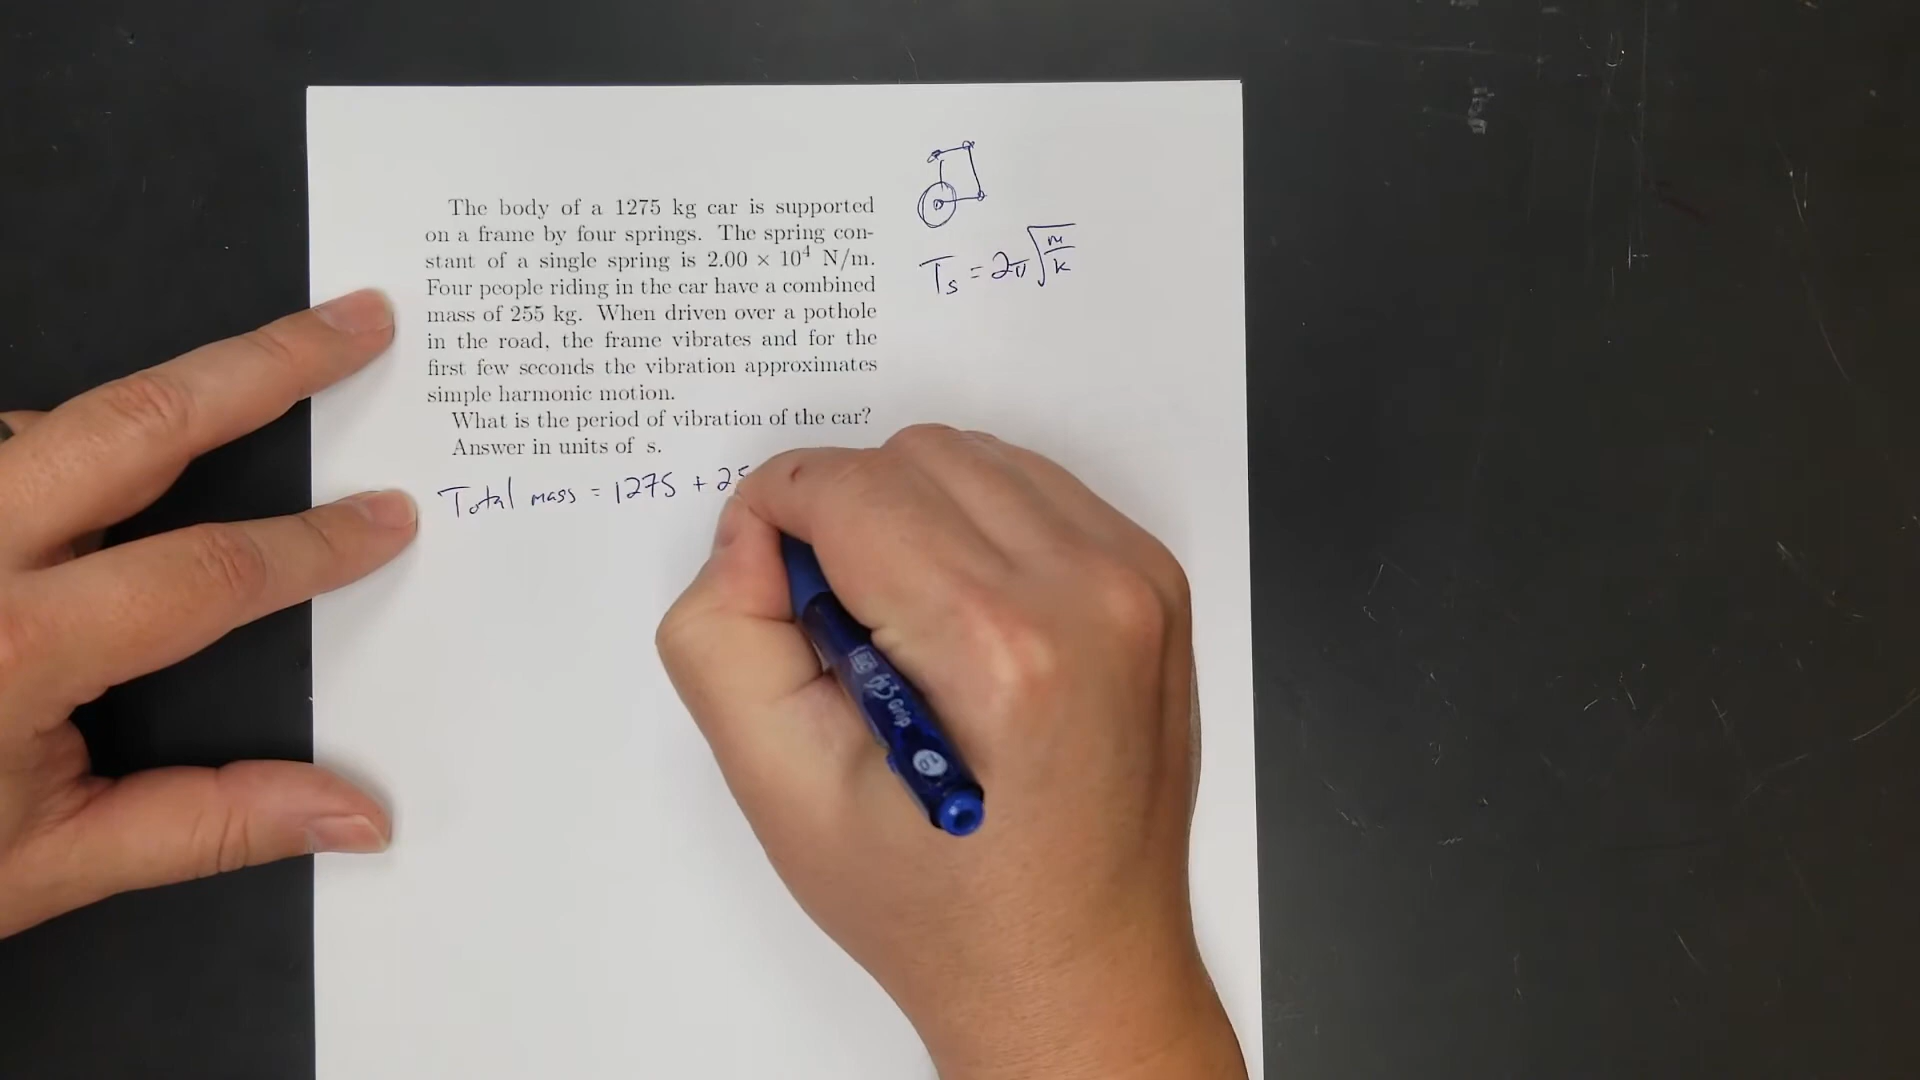 The body of a 1275 kg car is supported
on a frame by four springs. The spring con-
stant of a single spring is 2.00 × 10⁴ N/m.
Four people riding in the car have a combined
mass of 255 kg. When driven over a pothole
in the road, the frame vibrates and for the
first few seconds the vibration approximates
simple harmonic motion.
What is the period of vibration of the car?
Answer in units of s.
Tₛ = 2π√(m/k)
Total mass = 1275 + 25
Grip
1.0